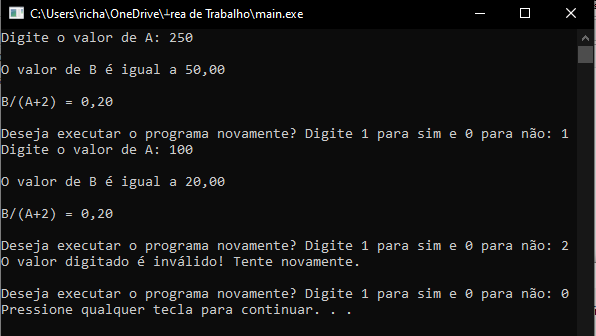 C:\Users\richa\OneDrive\┴rea de Trabalho\main.exe
Digite o valor de A: 250
O valor de B é igual a 50,00
B/(A+2) = 0,20
Deseja executar o programa novamente? Digite 1 para sim e 0 para não: 1
Digite o valor de A: 100
O valor de B é igual a 20,00
B/(A+2) = 0,20
Deseja executar o programa novamente? Digite 1 para sim e 0 para não: 2
O valor digitado é inválido! Tente novamente.
Deseja executar o programa novamente? Digite 1 para sim e 0 para não: 0
Pressione qualquer tecla para continuar. . .